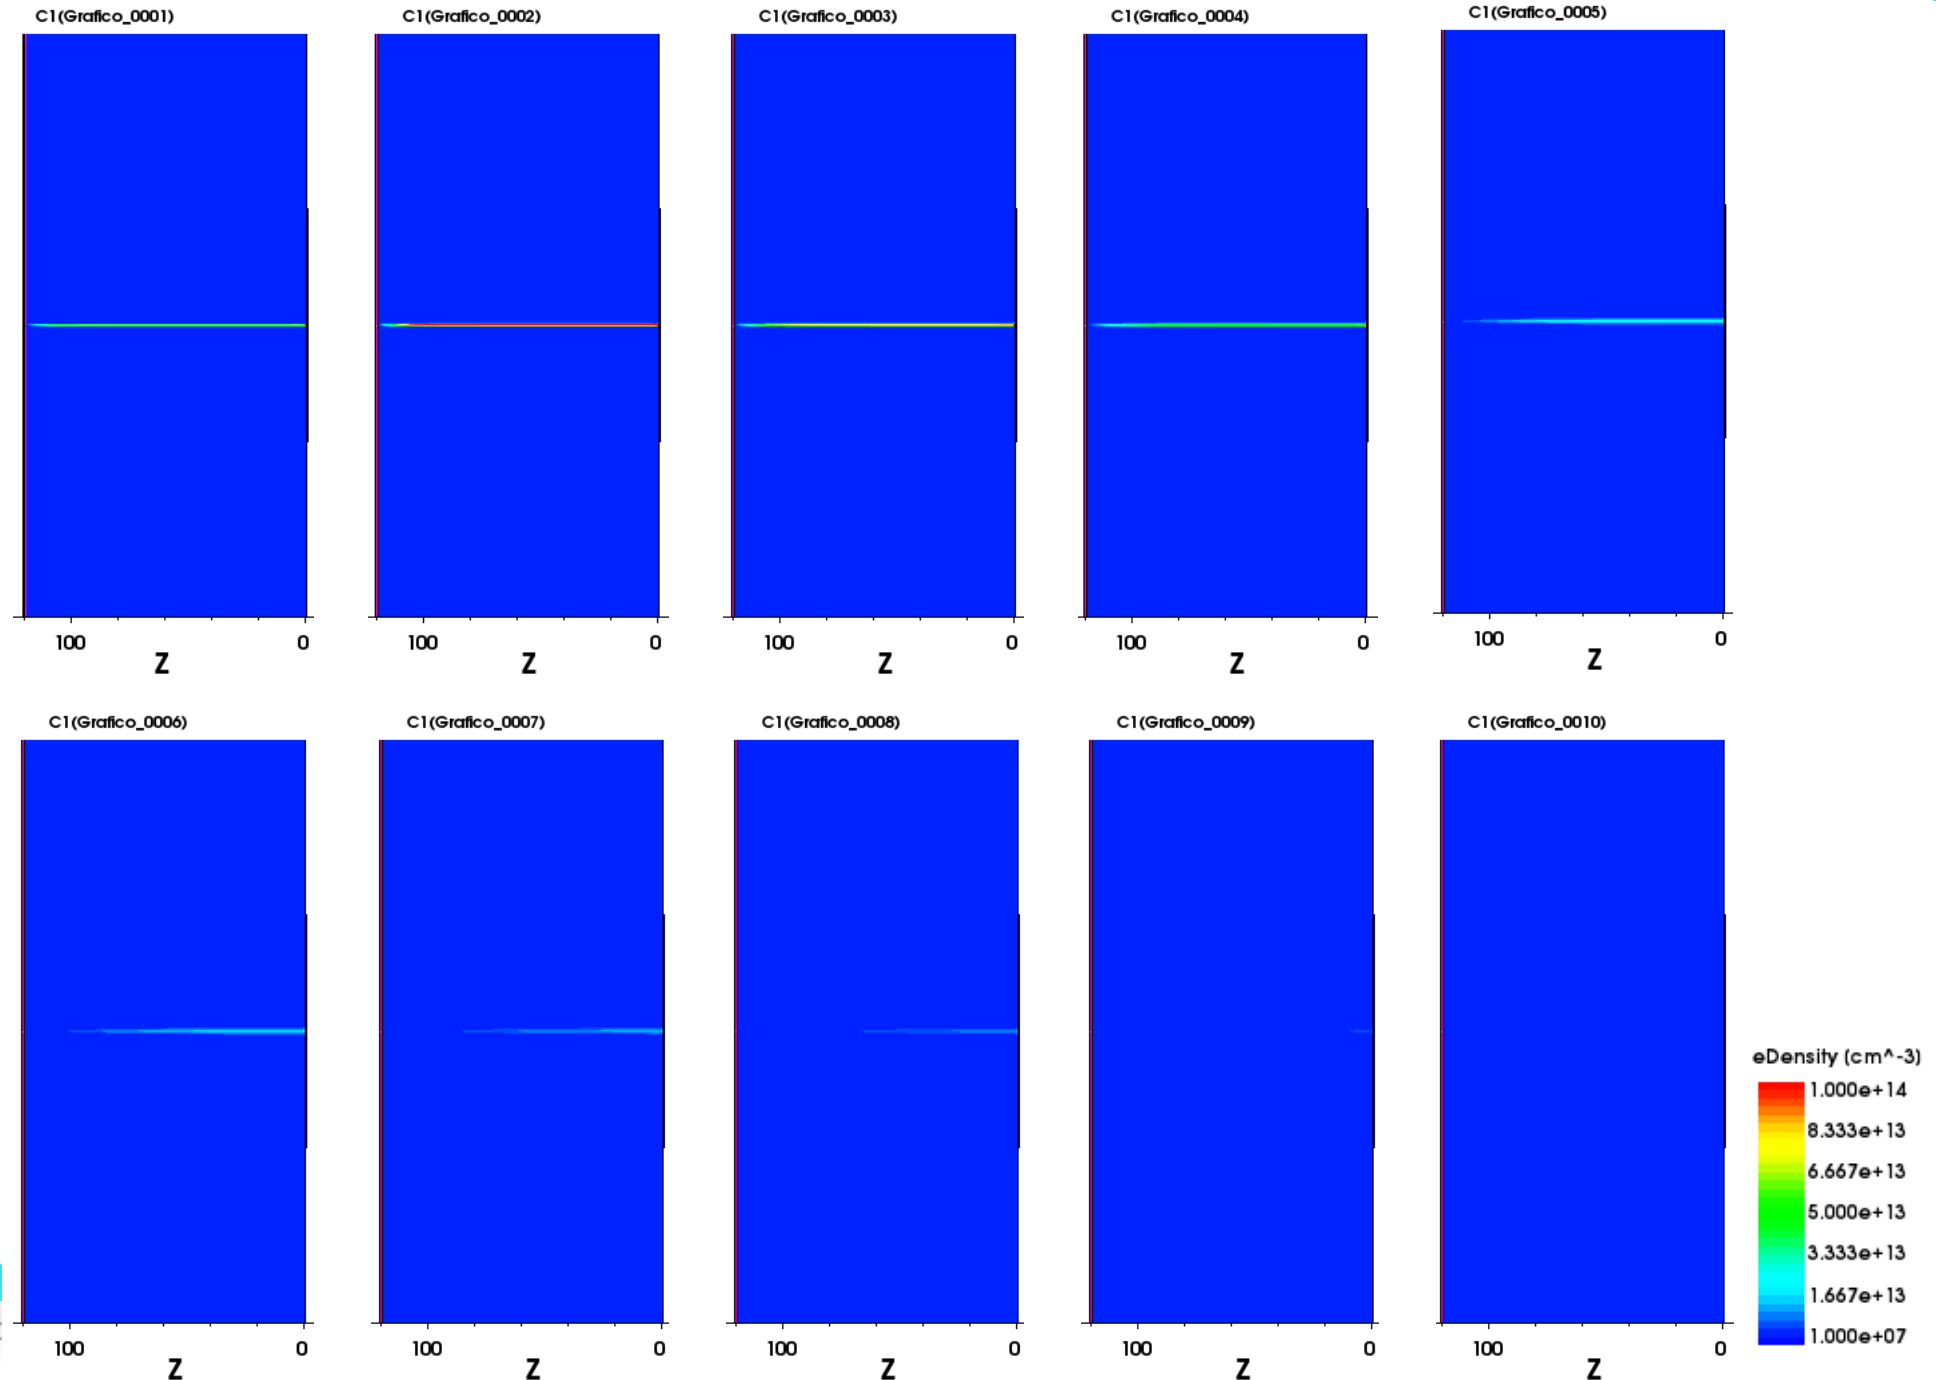 C1(Grafico_0001)
C1(Grafico_0002)
C1(Grafico_0003)
C1(Grafico_0004)
C1(Grafico_0005)
100 0
Z
100 0
Z
100 0
Z
100 0
Z
100 0
Z
C1(Grafico_0006)
C1(Grafico_0007)
C1(Grafico_0008)
C1(Grafico_0009)
C1(Grafico_0010)
100 0
Z
100 0
Z
100 0
Z
100 0
Z
100 0
Z
eDensity (cm^-3)
1.000e+14
8.333e+13
6.667e+13
5.000e+13
3.333e+13
1.667e+13
1.000e+07